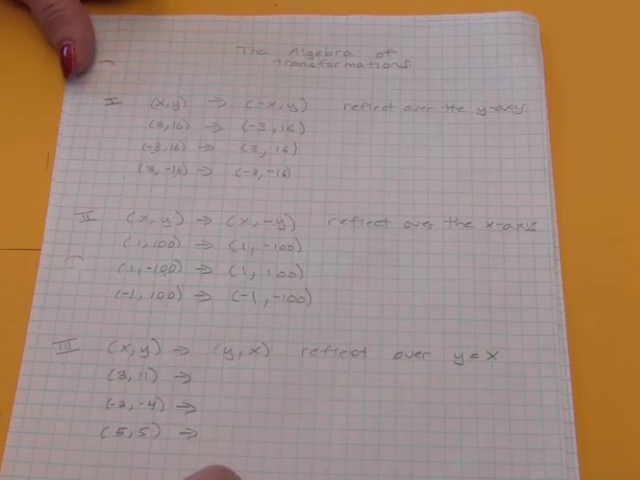 The Algebra of
Transformations
I (x,y) → (-x, y) reflect over the y-axis
(3,16) → (-3, 16)
(-3,16) → (3, 16)
(3, -16) → (-3, -16)
II (x, y) → (x, -y) reflect over the x-axis
(1,100) → (1, -100)
(1,-100) → (1, 100)
(-1, 100) → (-1, -100)
III (x, y) → (y, x) reflect over y = x
(3, 11) →
(-2, -4) →
(5, 5) →